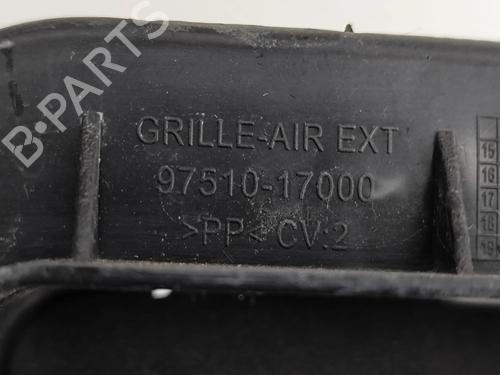 B-PARTS
GRILLE-AIR EXT
97510-17000
>PP< CV:2
15
16
17
18
19